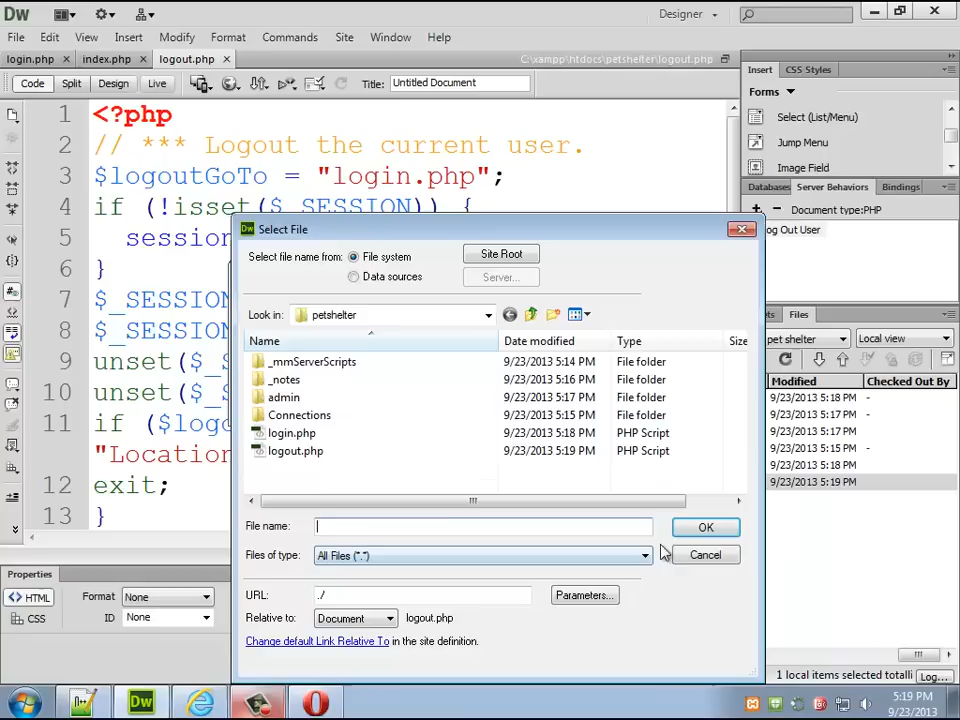 Dw
Designer
File Edit View Insert Modify Format Commands Site Window Help
login.php × index.php × logout.php × C:\xampp\htdocs\petshelter\logout.php
Code Split Design Live Title: Untitled Document
Insert CSS Styles
Forms
Select (List/Menu)
Jump Menu
Image Field
Databases Server Behaviors Bindings
Document type:PHP
og Out User
1 <?php
2 // *** Logout the current user.
3 $logoutGoTo = "login.php";
4 if (!isset($_SESSION)) {
5 session
6 }
7 $_SESSION
8 $_SESSION
9 unset($_S
10 unset($_S
11 if ($logo
"Location
12 exit;
13 }
Select File
Select file name from: File system Site Root
Data sources Server...
Look in: petshelter
Name Date modified Type Size
_mmServerScripts 9/23/2013 5:14 PM File folder
_notes 9/23/2013 5:16 PM File folder
admin 9/23/2013 5:17 PM File folder
Connections 9/23/2013 5:15 PM File folder
login.php 9/23/2013 5:18 PM PHP Script
logout.php 9/23/2013 5:19 PM PHP Script
File name: OK
Files of type: All Files (*.*) Cancel
URL: ./ Parameters...
Relative to: Document logout.php
Change default Link Relative To in the site definition.
ts Files
pet shelter Local view
Modified Checked Out By
9/23/2013 5:18 PM -
9/23/2013 5:17 PM -
9/23/2013 5:17 PM
9/23/2013 5:15 PM -
9/23/2013 5:18 PM
9/23/2013 5:19 PM
1 local items selected totalli Log...
Properties
<> HTML Format None
CSS ID None
Dw
5:19 PM
9/23/2013